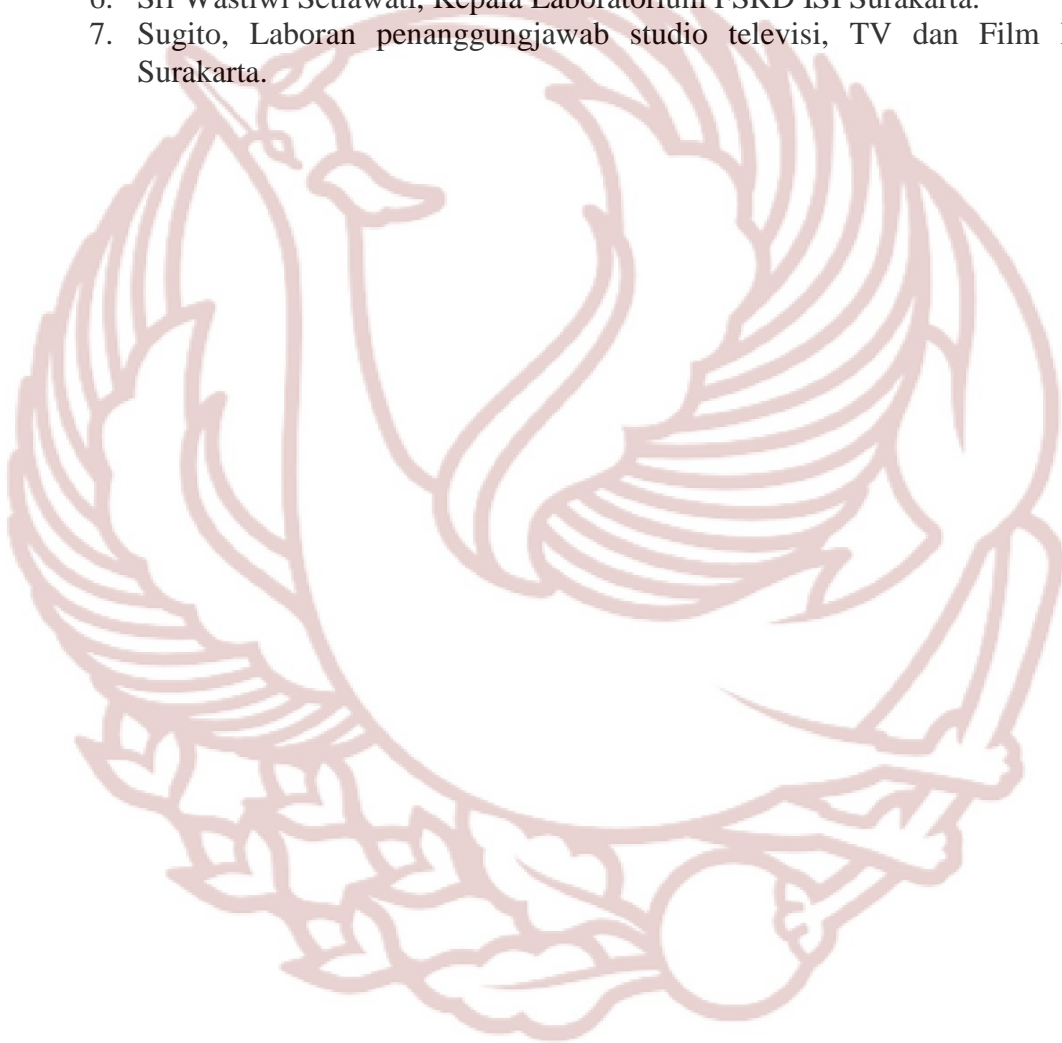 6. Sri Wastiwi Setiawati, Kepala Laboratorium FSRD ISI Surakarta.
7. Sugito, Laboran penanggungjawab studio televisi, TV dan Film
Surakarta.